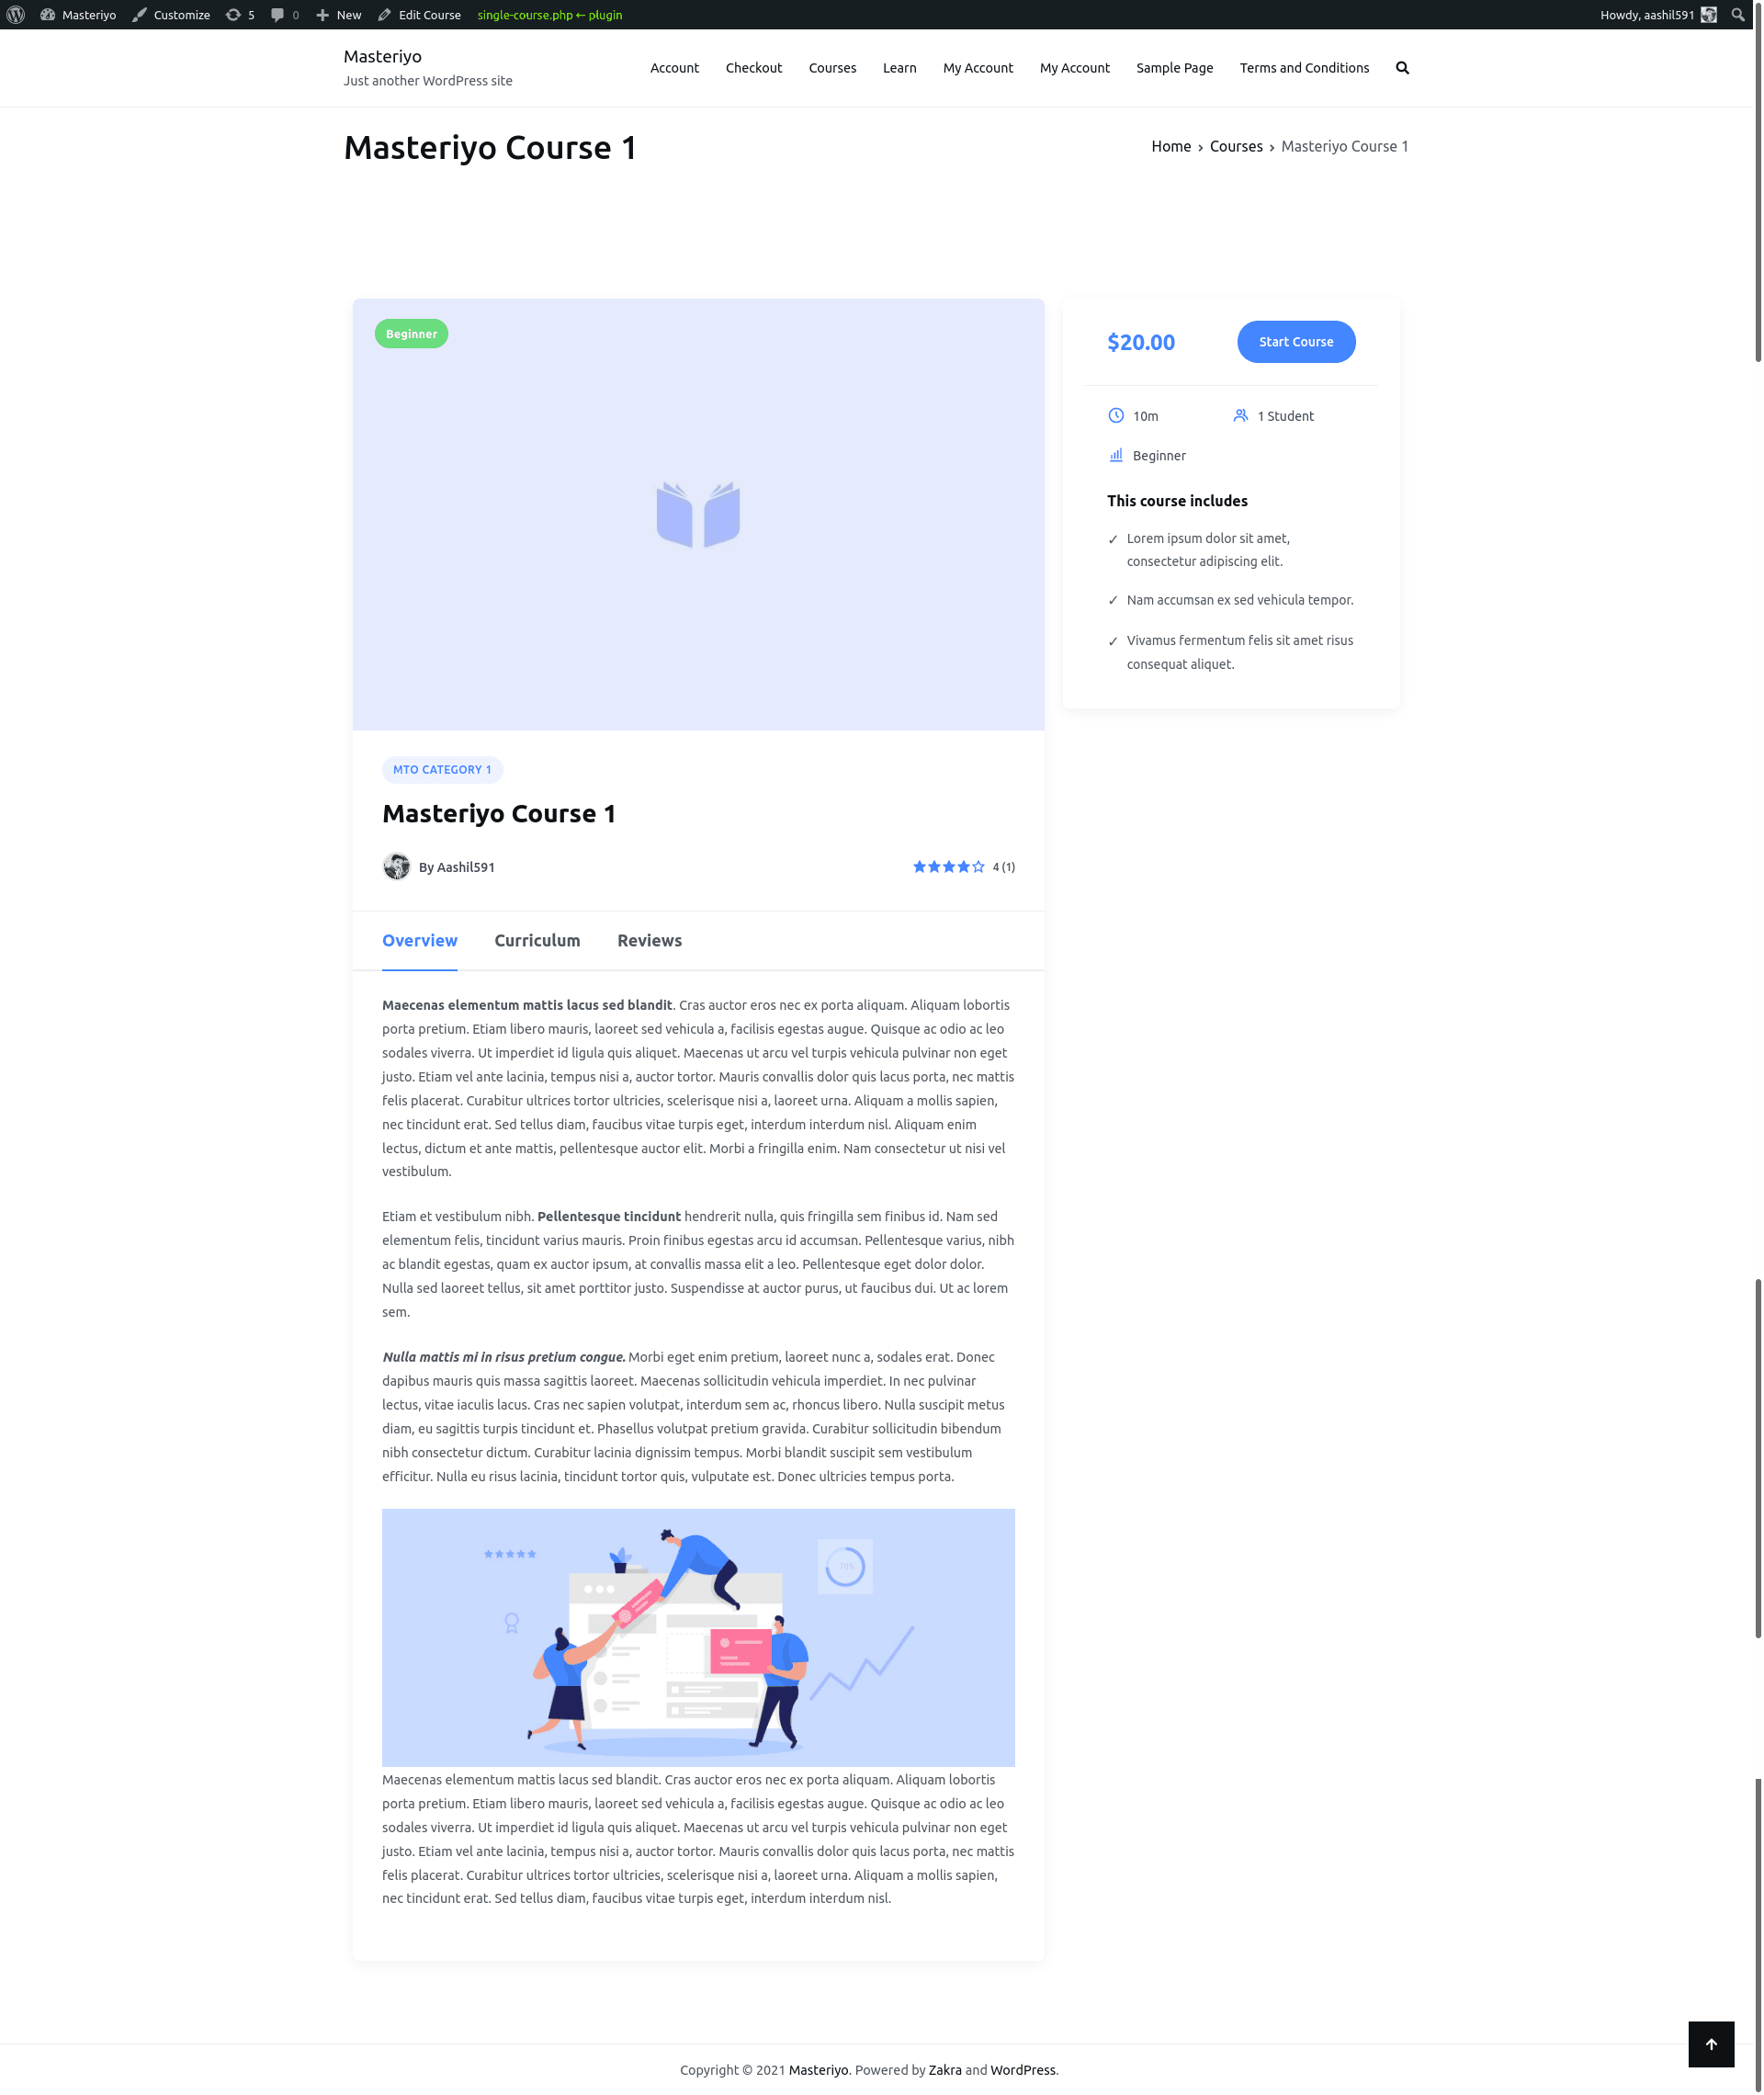 Masteriyo Customize 5 0 New Edit Course single-course.php ← plugin Howdy, aashil591
Masteriyo
Just another WordPress site
Account Checkout Courses Learn My Account My Account Sample Page Terms and Conditions
Masteriyo Course 1
Home › Courses › Masteriyo Course 1
Beginner
$20.00 Start Course
10m 1 Student
Beginner
This course includes
✓ Lorem ipsum dolor sit amet,
consectetur adipiscing elit.
✓ Nam accumsan ex sed vehicula tempor.
✓ Vivamus fermentum felis sit amet risus
consequat aliquet.
MTO CATEGORY 1
Masteriyo Course 1
By Aashil591 4 (1)
Overview Curriculum Reviews
Maecenas elementum mattis lacus sed blandit. Cras auctor eros nec ex porta aliquam. Aliquam lobortis
porta pretium. Etiam libero mauris, laoreet sed vehicula a, facilisis egestas augue. Quisque ac odio ac leo
sodales viverra. Ut imperdiet id ligula quis aliquet. Maecenas ut arcu vel turpis vehicula pulvinar non eget
justo. Etiam vel ante lacinia, tempus nisi a, auctor tortor. Mauris convallis dolor quis lacus porta, nec mattis
felis placerat. Curabitur ultrices tortor ultricies, scelerisque nisi a, laoreet urna. Aliquam a mollis sapien,
nec tincidunt erat. Sed tellus diam, faucibus vitae turpis eget, interdum interdum nisl. Aliquam enim
lectus, dictum et ante mattis, pellentesque auctor elit. Morbi a fringilla enim. Nam consectetur ut nisi vel
vestibulum.
Etiam et vestibulum nibh. Pellentesque tincidunt hendrerit nulla, quis fringilla sem finibus id. Nam sed
elementum felis, tincidunt varius mauris. Proin finibus egestas arcu id accumsan. Pellentesque varius, nibh
ac blandit egestas, quam ex auctor ipsum, at convallis massa elit a leo. Pellentesque eget dolor dolor.
Nulla sed laoreet tellus, sit amet porttitor justo. Suspendisse at auctor purus, ut faucibus dui. Ut ac lorem
sem.
Nulla mattis mi in risus pretium congue. Morbi eget enim pretium, laoreet nunc a, sodales erat. Donec
dapibus mauris quis massa sagittis laoreet. Maecenas sollicitudin vehicula imperdiet. In nec pulvinar
lectus, vitae iaculis lacus. Cras nec sapien volutpat, interdum sem ac, rhoncus libero. Nulla suscipit metus
diam, eu sagittis turpis tincidunt et. Phasellus volutpat pretium gravida. Curabitur sollicitudin bibendum
nibh consectetur dictum. Curabitur lacinia dignissim tempus. Morbi blandit suscipit sem vestibulum
efficitur. Nulla eu risus lacinia, tincidunt tortor quis, vulputate est. Donec ultricies tempus porta.
70%
Maecenas elementum mattis lacus sed blandit. Cras auctor eros nec ex porta aliquam. Aliquam lobortis
porta pretium. Etiam libero mauris, laoreet sed vehicula a, facilisis egestas augue. Quisque ac odio ac leo
sodales viverra. Ut imperdiet id ligula quis aliquet. Maecenas ut arcu vel turpis vehicula pulvinar non eget
justo. Etiam vel ante lacinia, tempus nisi a, auctor tortor. Mauris convallis dolor quis lacus porta, nec mattis
felis placerat. Curabitur ultrices tortor ultricies, scelerisque nisi a, laoreet urna. Aliquam a mollis sapien,
nec tincidunt erat. Sed tellus diam, faucibus vitae turpis eget, interdum interdum nisl.
Copyright © 2021 Masteriyo. Powered by Zakra and WordPress.